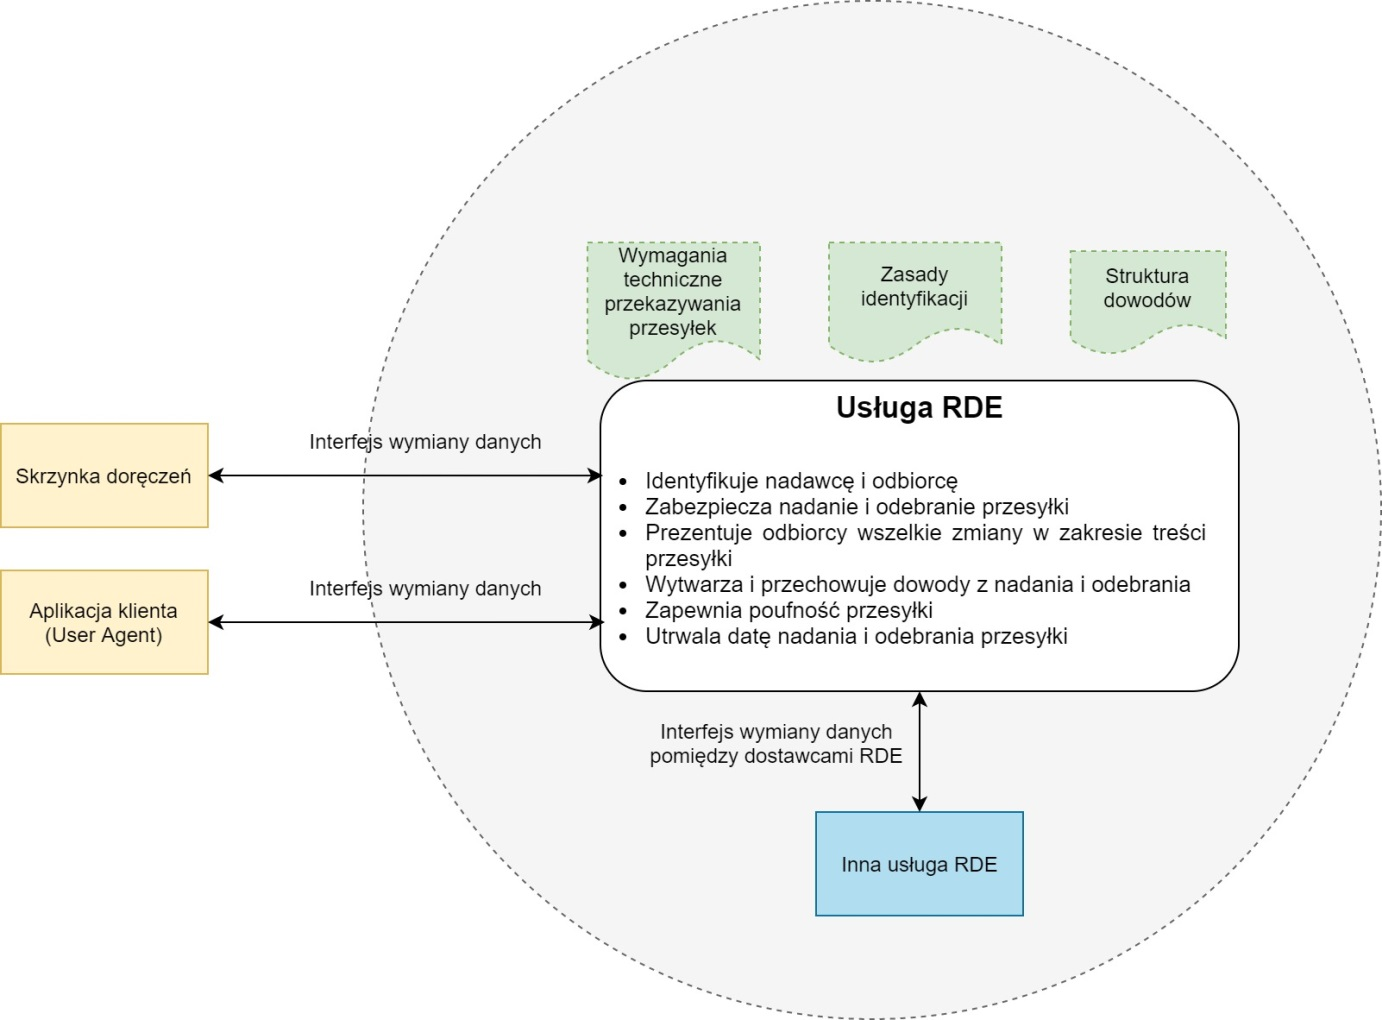 Wymagania
techniczne
przekazywania
przesyłek
Zasady
identyfikacji
Struktura
dowodów
Usługa RDE
Interfejs wymiany danych
Skrzynka doręczeń
• Identyfikuje nadawcę i odbiorcę
• Zabezpiecza nadanie i odebranie przesyłki
• Prezentuje odbiorcy wszelkie zmiany w zakresie treści
przesyłki
• Wytwarza i przechowuje dowody z nadania i odebrania
• Zapewnia poufność przesyłki
• Utrwala datę nadania i odebrania przesyłki
Interfejs wymiany danych
Aplikacja klienta
(User Agent)
Interfejs wymiany danych
pomiędzy dostawcami RDE
Inna usługa RDE